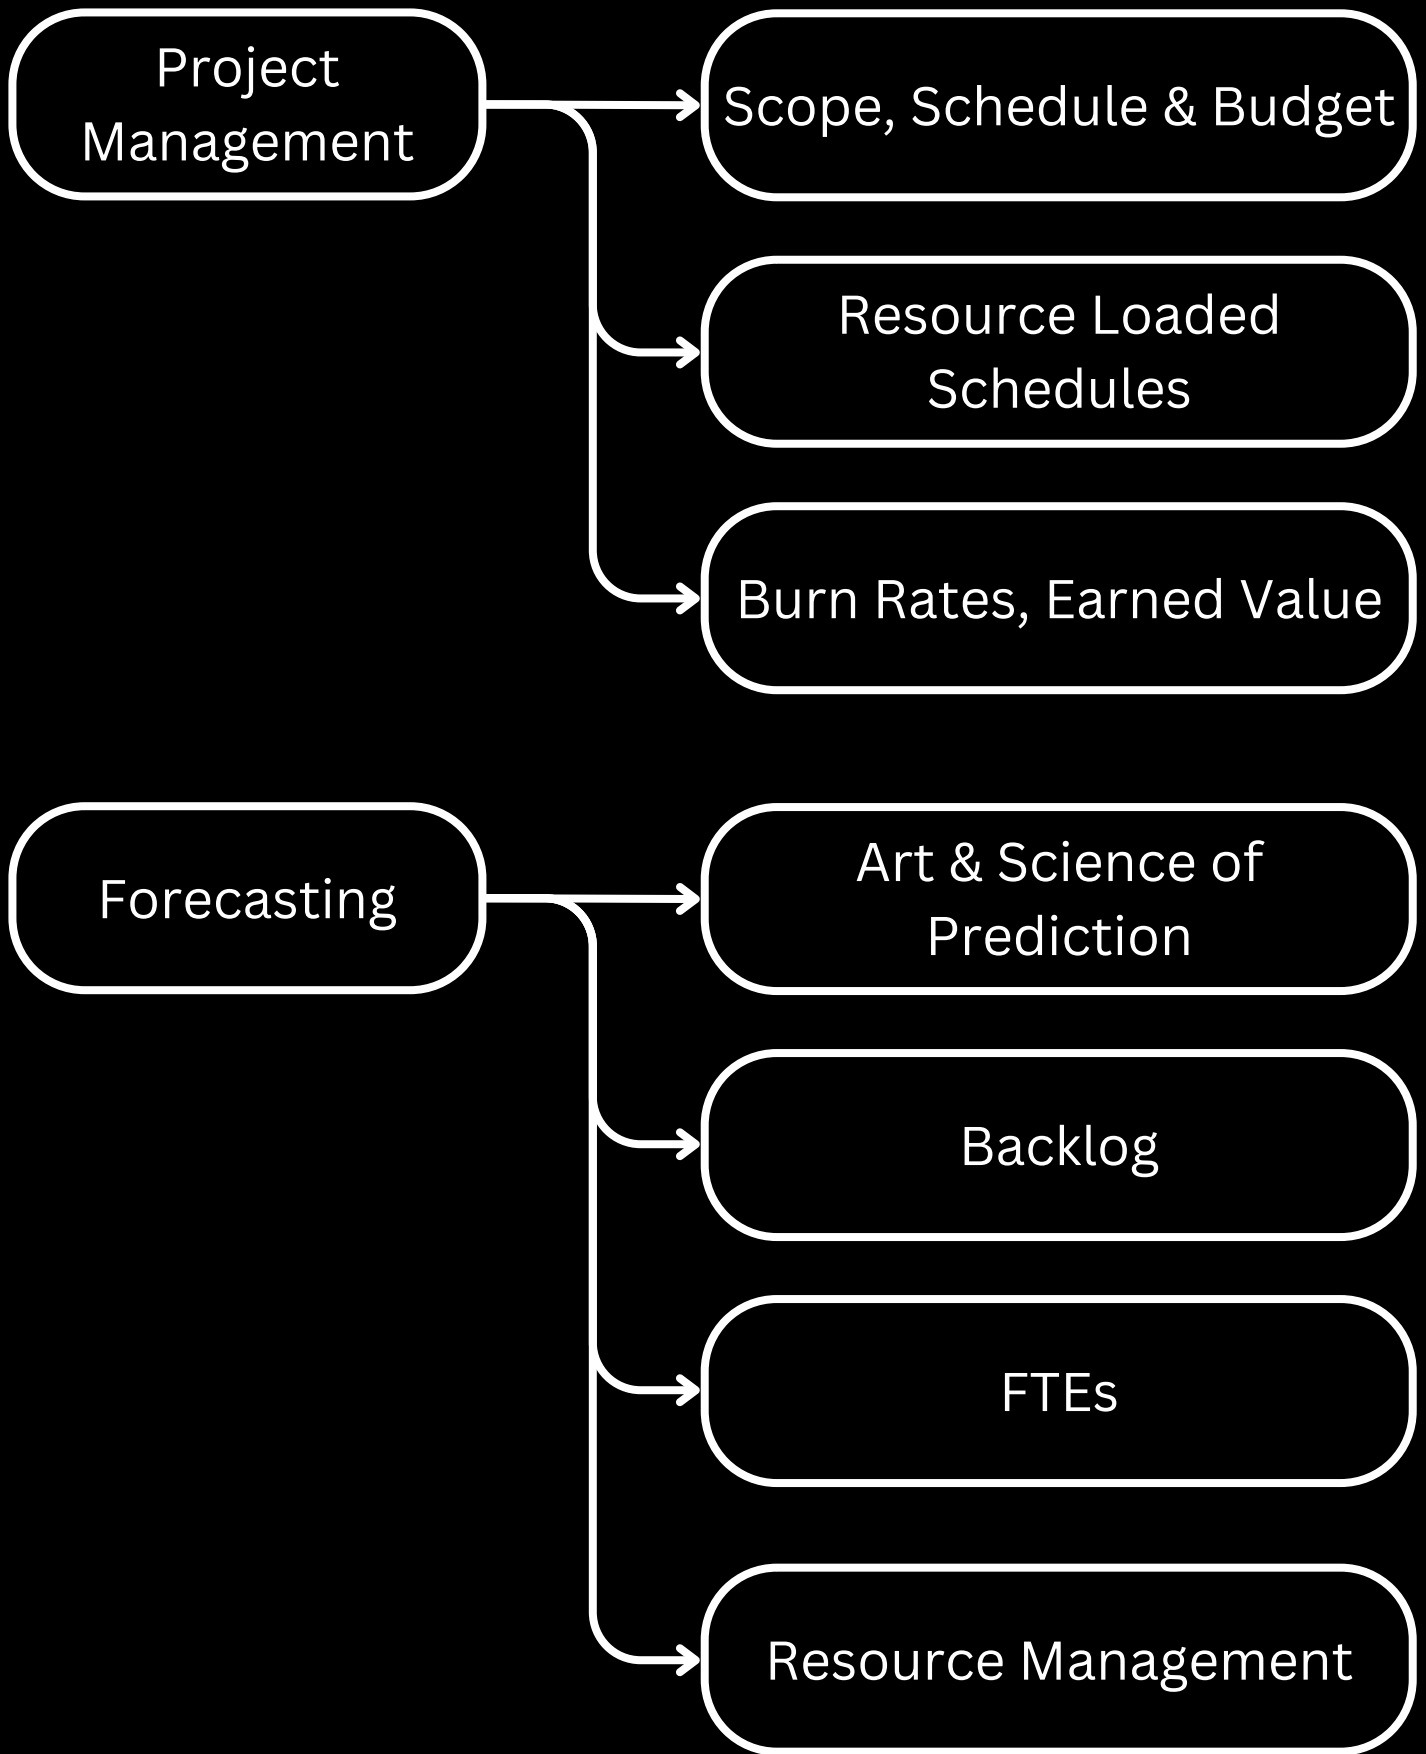 Project
Management
Scope, Schedule & Budget
Resource Loaded
Schedules
Burn Rates, Earned Value
Forecasting
Art & Science of
Prediction
Backlog
FTEs
Resource Management